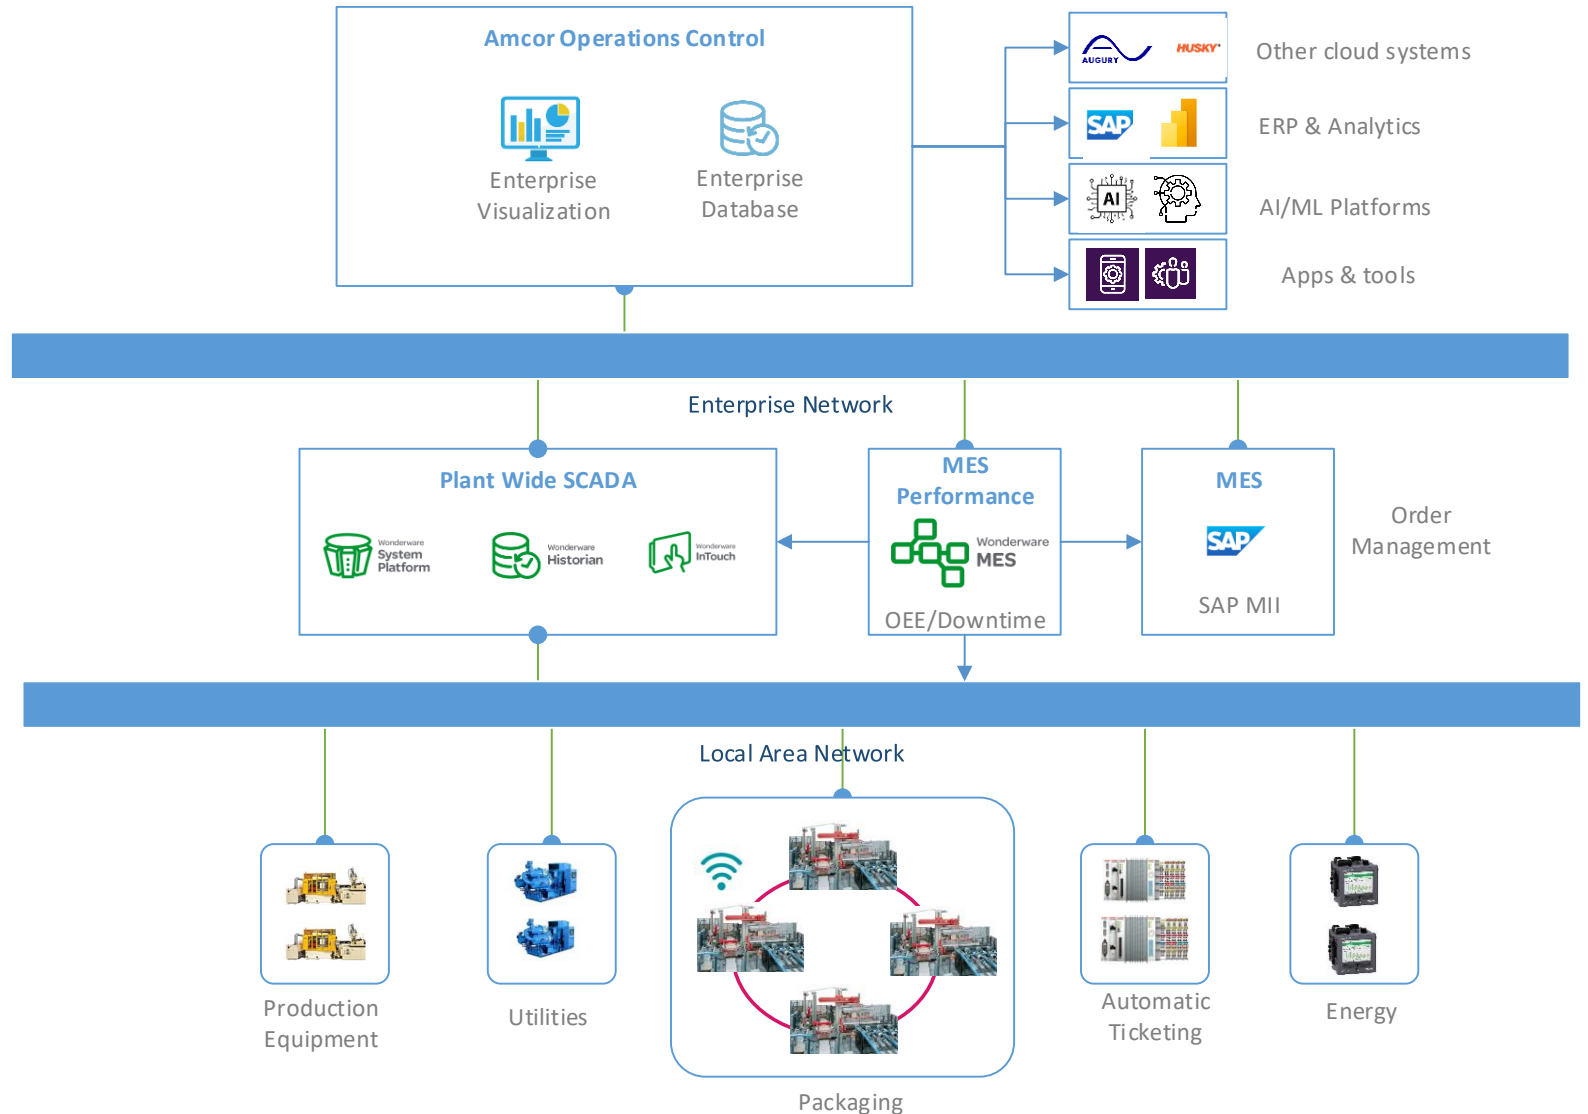 Amcor Operations Control
Enterprise
Visualization
Enterprise
Database
AUGURY
HUSKY
Other cloud systems
SAP
ERP & Analytics
AI
AI/ML Platforms
Apps & tools
Enterprise Network
Plant Wide SCADA
Wonderware
System
Platform
Wonderware
Historian
Wonderware
InTouch
MES
Performance
Wonderware
MES
OEE/Downtime
MES
SAP
SAP MII
Order
Management
Local Area Network
Production
Equipment
Utilities
Packaging
Automatic
Ticketing
Energy